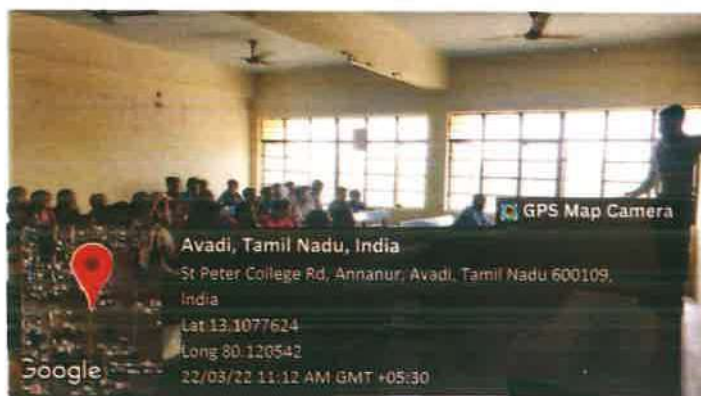 GPS Map Camera
Avadi, Tamil Nadu, India
St Peter College Rd, Annanur, Avadi, Tamil Nadu 600109,
India
Lat 13.1077624
Long 80.120542
22/03/22 11:12 AM GMT +05:30
Google